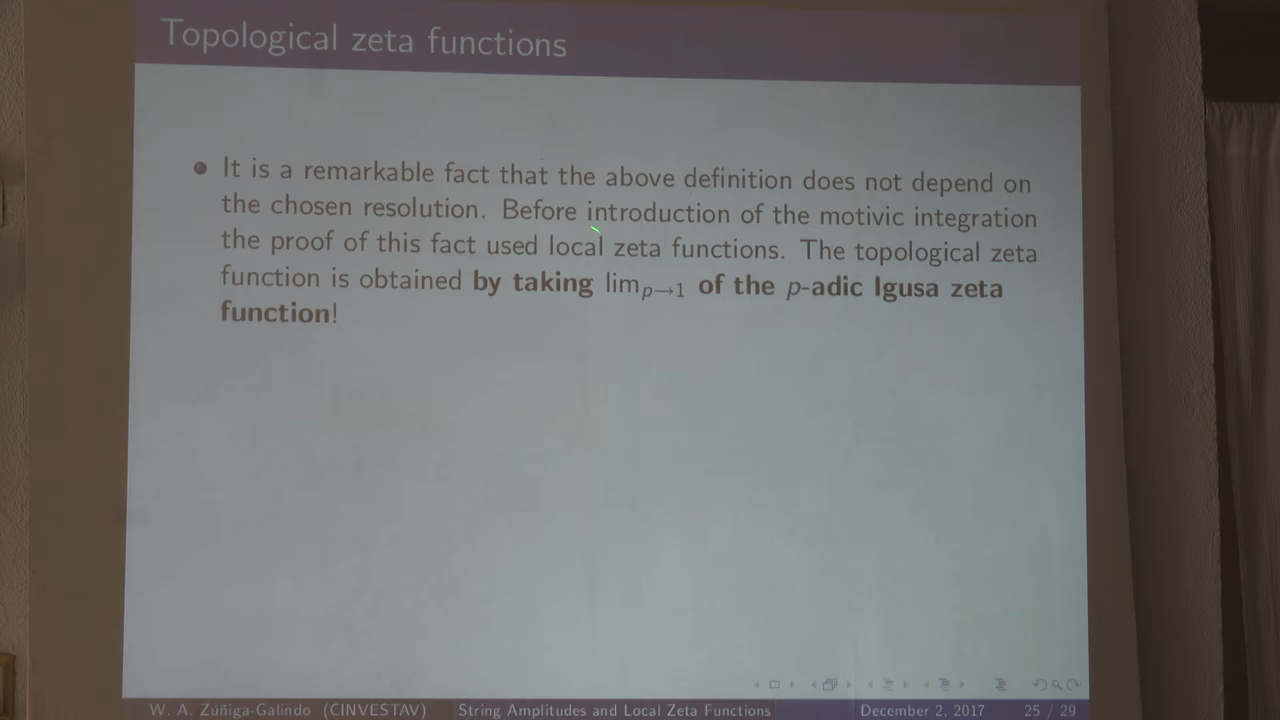 Topological zeta functions
It is a remarkable fact that the above definition does not depend on
the chosen resolution. Before introduction of the motivic integration
the proof of this fact used local zeta functions. The topological zeta
function is obtained by taking lim_{p→1} of the p-adic Igusa zeta
function!
W. A. Zúñiga-Galindo (CINVESTAV) String Amplitudes and Local Zeta Functions December 2, 2017 25 / 29